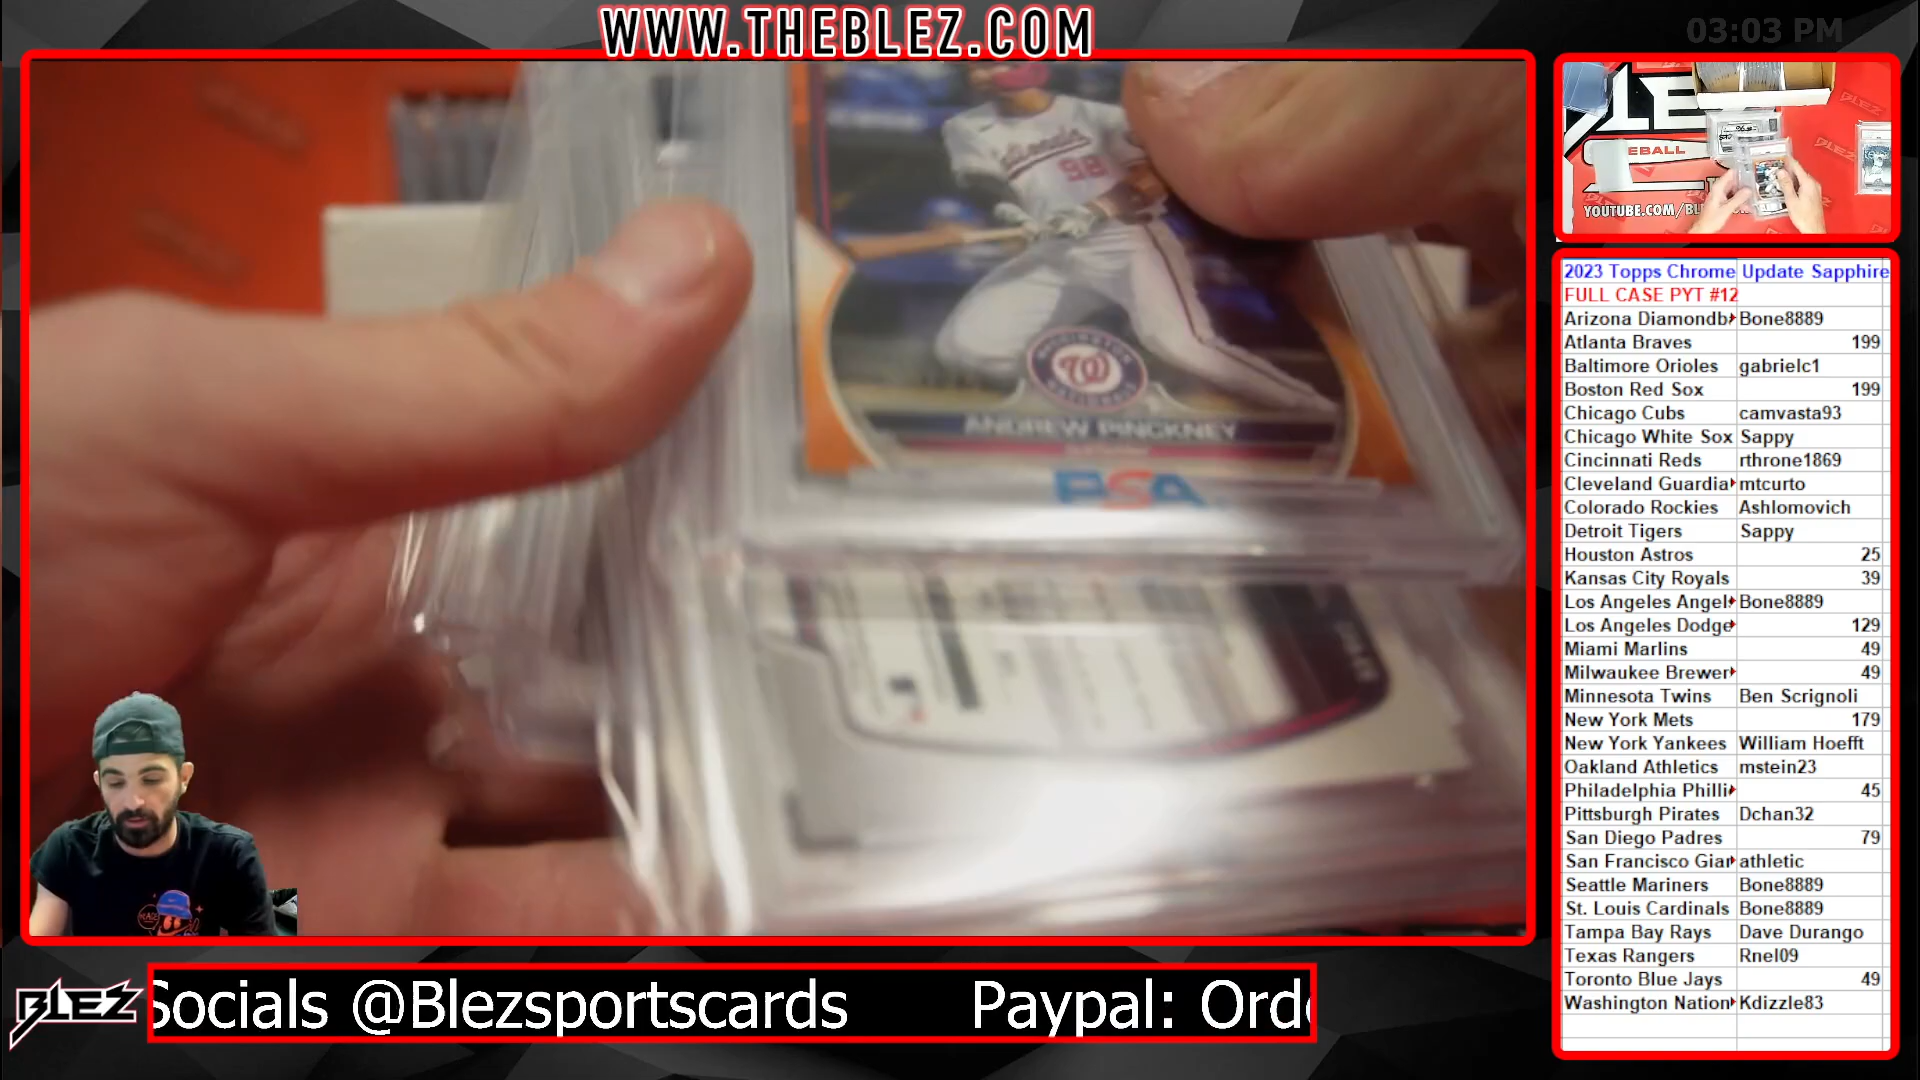 WWW.THEBLEZ.COM
03:03 PM
98
ANDREW PINCKNEY
PSA
EBALL
BLEZ
YOUTUBE.COM/BL
2023 Topps Chrome Update Sapphire
FULL CASE PYT #12
Arizona Diamondb Bone8889
Atlanta Braves 199
Baltimore Orioles gabrielc1
Boston Red Sox 199
Chicago Cubs camvasta93
Chicago White Sox Sappy
Cincinnati Reds rthrone1869
Cleveland Guardia mtcurto
Colorado Rockies Ashlomovich
Detroit Tigers Sappy
Houston Astros 25
Kansas City Royals 39
Los Angeles Angel Bone8889
Los Angeles Dodge 129
Miami Marlins 49
Milwaukee Brewer 49
Minnesota Twins Ben Scrignoli
New York Mets 179
New York Yankees William Hoefft
Oakland Athletics mstein23
Philadelphia Philli 45
Pittsburgh Pirates Dchan32
San Diego Padres 79
San Francisco Giar athletic
Seattle Mariners Bone8889
St. Louis Cardinals Bone8889
Tampa Bay Rays Dave Durango
Texas Rangers Rnel09
Toronto Blue Jays 49
Washington Nation Kdizzle83
BLEZ
Socials @Blezsportscards Paypal: Orde